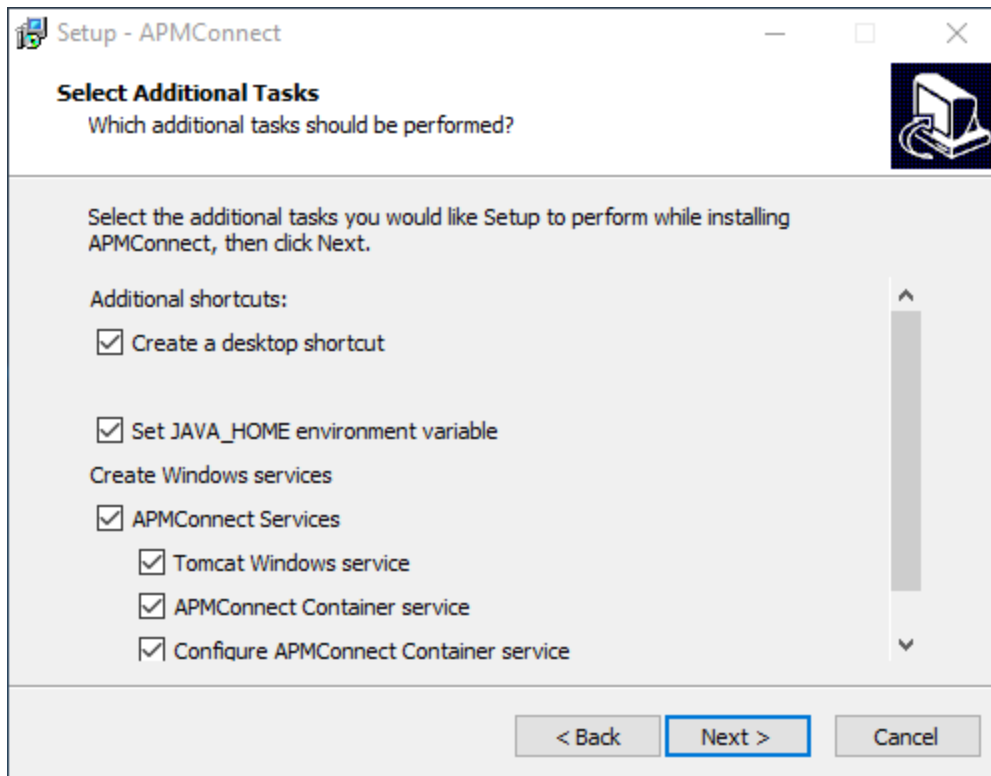 Setup - APMConnect
Select Additional Tasks
Which additional tasks should be performed?
Select the additional tasks you would like Setup to perform while installing
APMConnect, then click Next.
Additional shortcuts:
Create a desktop shortcut
Set JAVA_HOME environment variable
Create Windows services
APMConnect Services
Tomcat Windows service
APMConnect Container service
Configure APMConnect Container service
< Back Next > Cancel